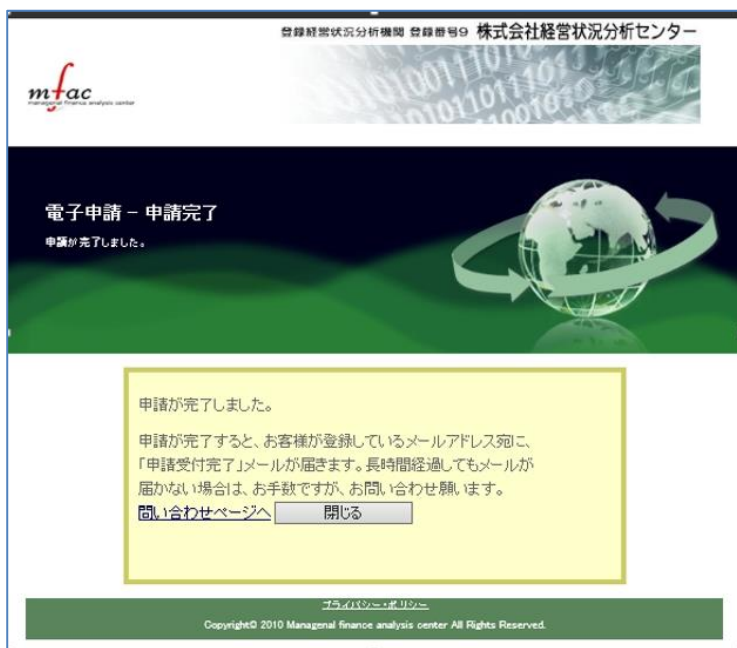 登録経営状況分析機関 登録番号9 株式会社経営状況分析センター
mfac
managenal finance analysis center
電子申請 － 申請完了
申請が完了しました。
申請が完了しました。
申請が完了すると、お客様が登録しているメールアドレス宛に、
「申請受付完了」メールが届きます。長時間経過してもメールが
届かない場合は、お手数ですが、お問い合わせ願います。
問い合わせページへ 閉じる
プライバシー・ポリシー
Copyright© 2010 Managenal finance analysis center All Rights Reserved.